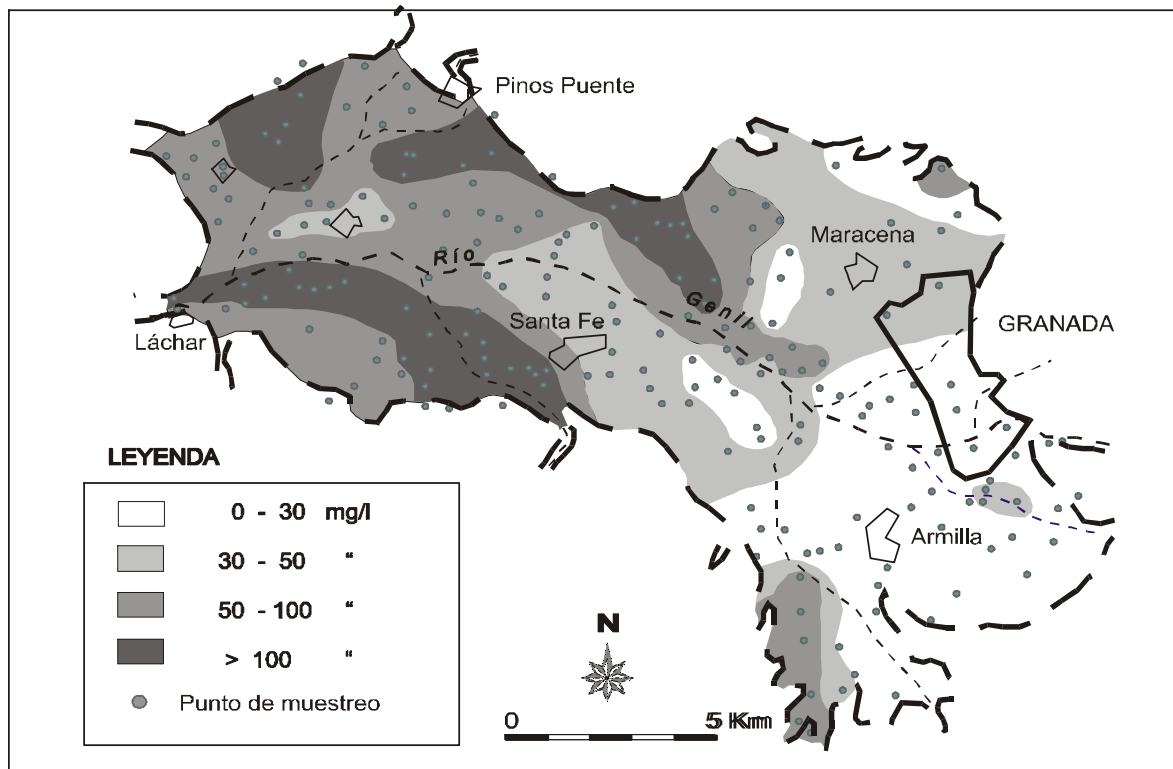 Pinos Puente
Maracena
Río
Genil
Santa Fe
GRANADA
Láchar
Armilla
LEYENDA
0 - 30 mg/l
30 - 50 “
50 - 100 “
> 100 “
Punto de muestreo
N
0 5 Km